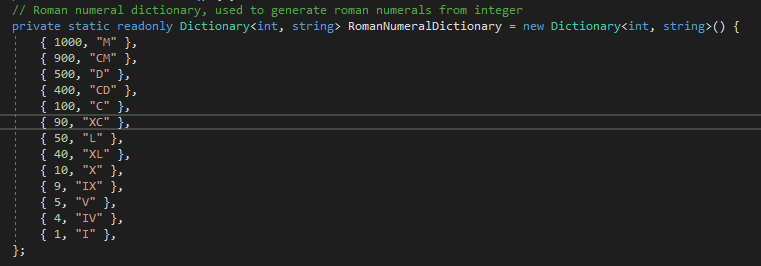 // Roman numeral dictionary, used to generate roman numerals from integer
private static readonly Dictionary<int, string> RomanNumeralDictionary = new Dictionary<int, string>() {
{ 1000, "M" },
{ 900, "CM" },
{ 500, "D" },
{ 400, "CD" },
{ 100, "C" },
{ 90, "XC" },
{ 50, "L" },
{ 40, "XL" },
{ 10, "X" },
{ 9, "IX" },
{ 5, "V" },
{ 4, "IV" },
{ 1, "I" },
};